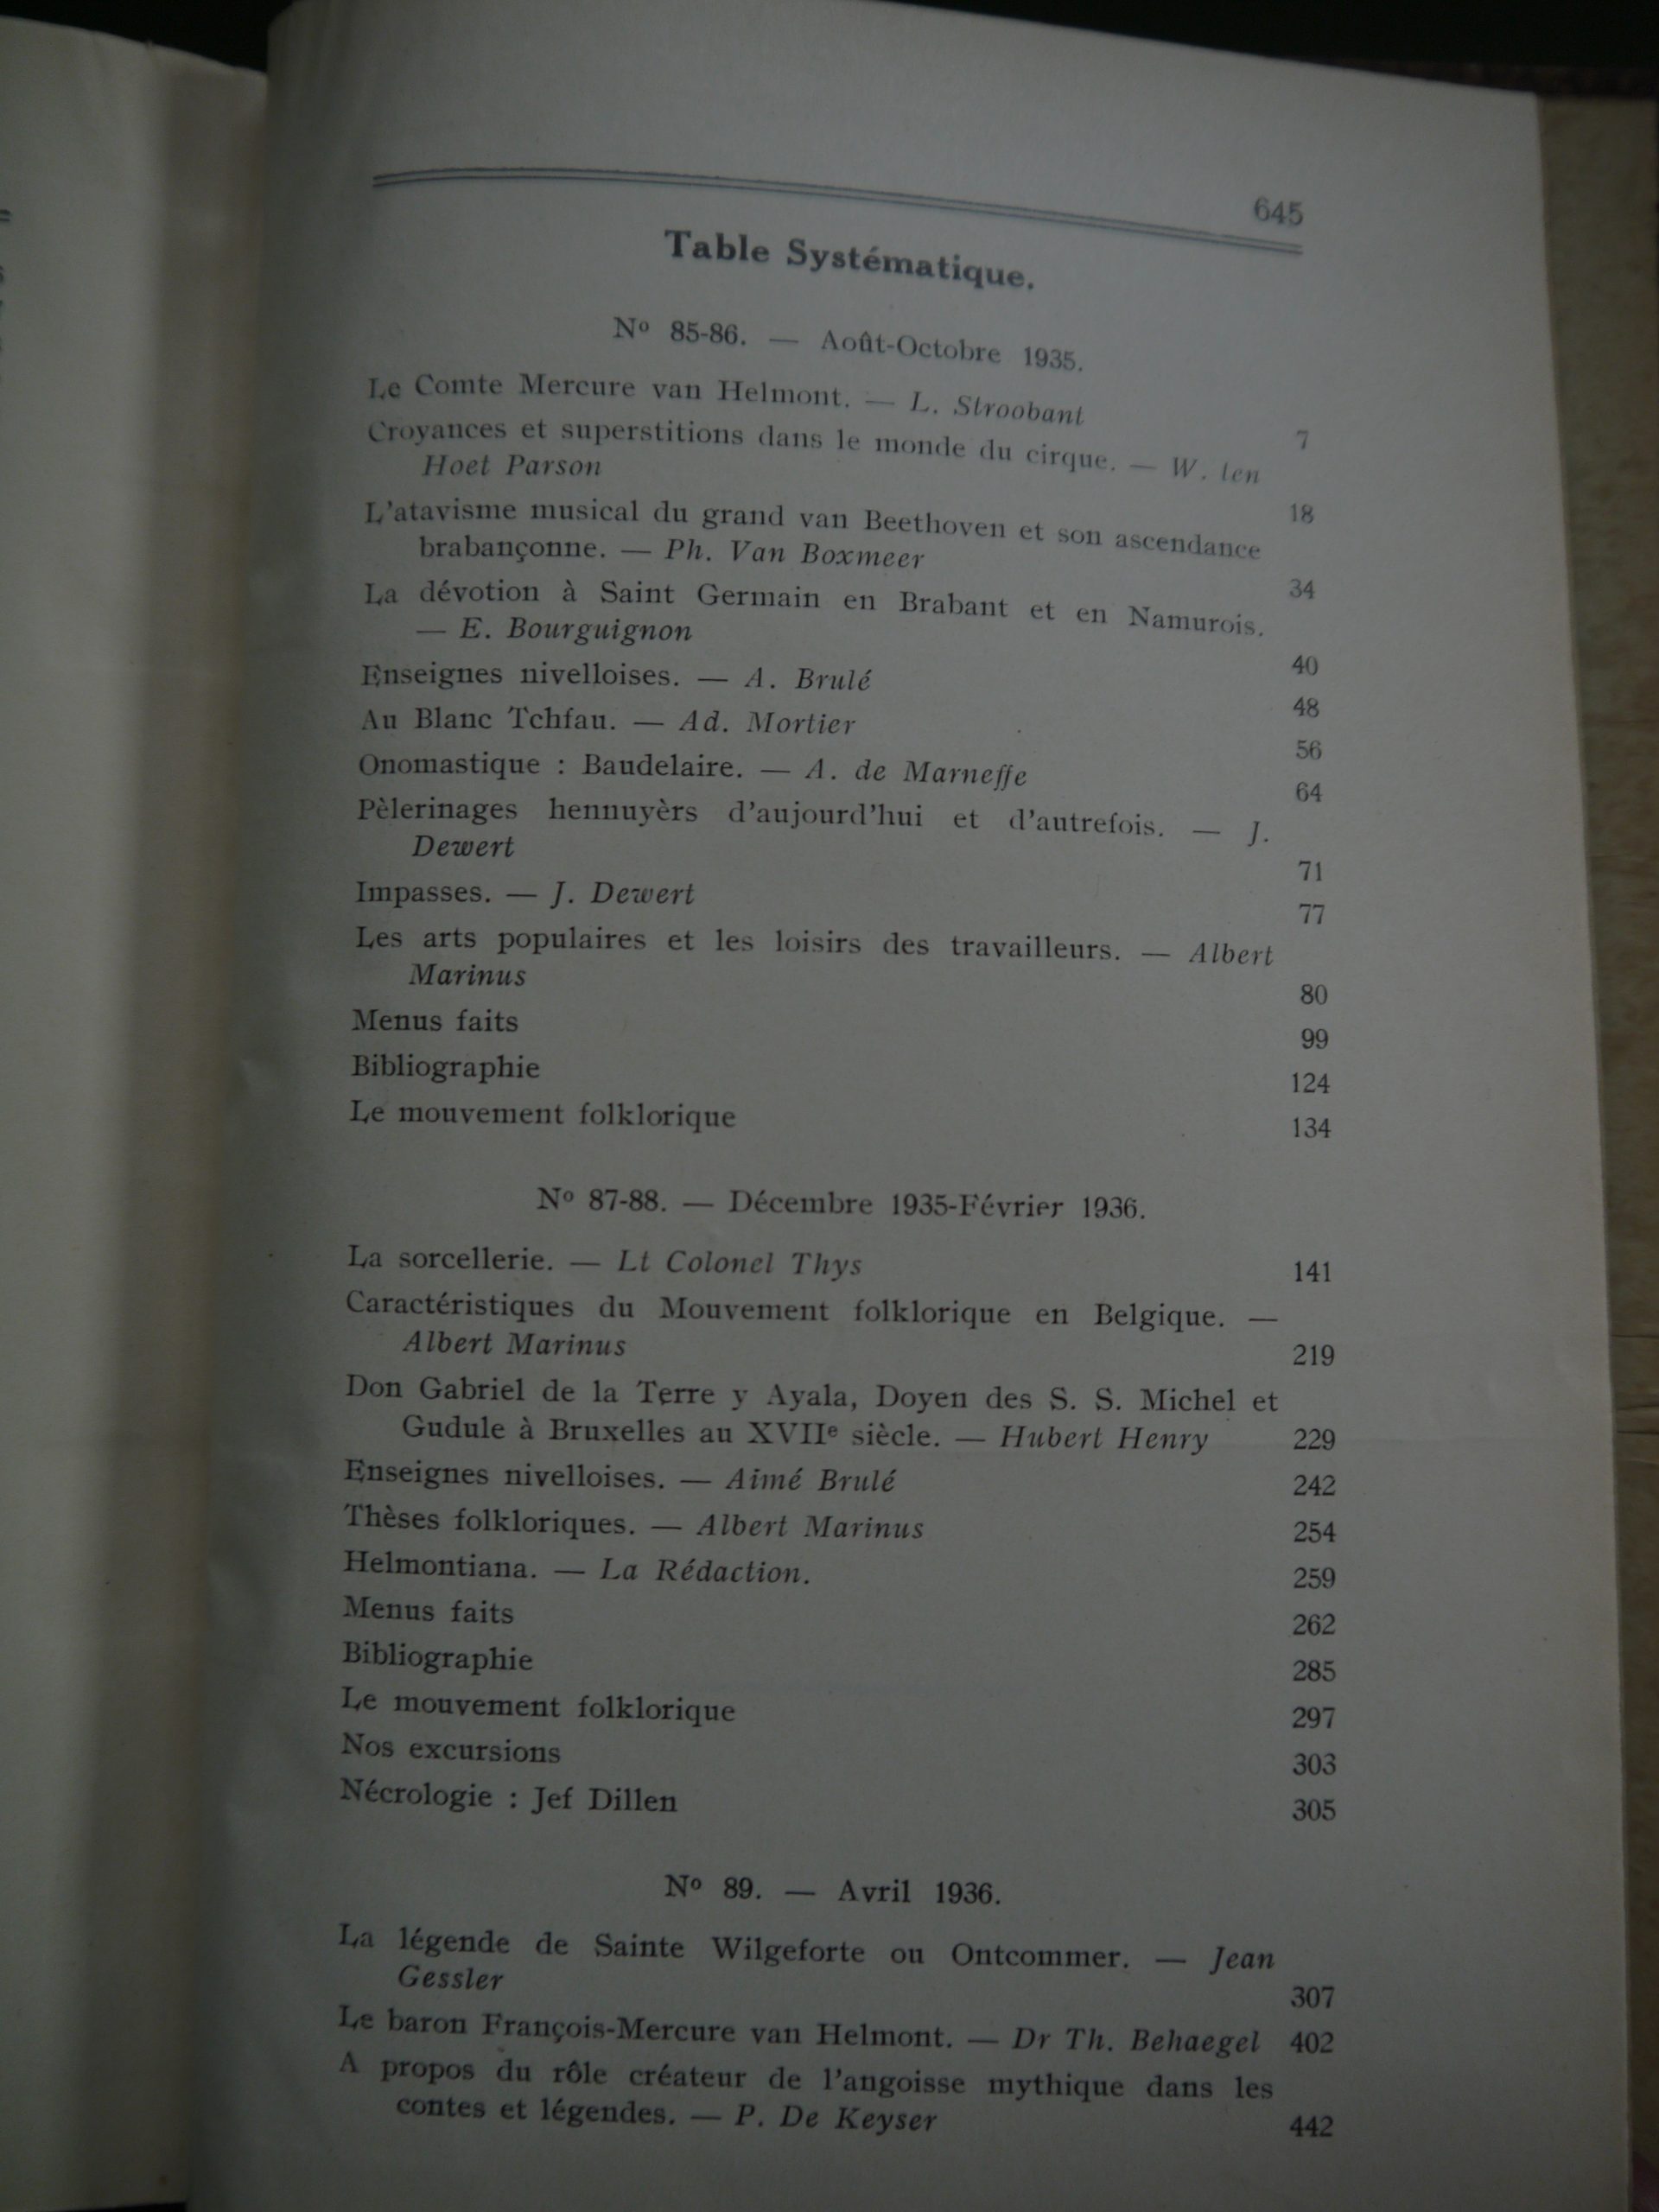 645
Table Systématique.
Nº 85-86. — Août-Octobre 1935.
Le Comte Mercure van Helmont. — L. Stroobant 7
Croyances et superstitions dans le monde du cirque. — W. ten
Hoet Parson 18
L'atavisme musical du grand van Beethoven et son ascendance
brabançonne. — Ph. Van Boxmeer 34
La dévotion à Saint Germain en Brabant et en Namurois.
— E. Bourguignon 40
Enseignes nivelloises. — A. Brulé 48
Au Blanc Tchfau. — Ad. Mortier 56
Onomastique : Baudelaire. — A. de Marneffe 64
Pèlerinages hennuyèrs d'aujourd'hui et d'autrefois. — J.
Dewert 71
Impasses. — J. Dewert 77
Les arts populaires et les loisirs des travailleurs. — Albert
Marinus 80
Menus faits 99
Bibliographie 124
Le mouvement folklorique 134
Nº 87-88. — Décembre 1935-Février 1936.
La sorcellerie. — Lt Colonel Thys 141
Caractéristiques du Mouvement folklorique en Belgique. —
Albert Marinus 219
Don Gabriel de la Terre y Ayala, Doyen des S. S. Michel et
Gudule à Bruxelles au XVIIe siècle. — Hubert Henry 229
Enseignes nivelloises. — Aimé Brulé 242
Thèses folkloriques. — Albert Marinus 254
Helmontiana. — La Rédaction. 259
Menus faits 262
Bibliographie 285
Le mouvement folklorique 297
Nos excursions 303
Nécrologie : Jef Dillen 305
Nº 89. — Avril 1936.
La légende de Sainte Wilgeforte ou Ontcommer. — Jean
Gessler 307
Le baron François-Mercure van Helmont. — Dr Th. Behaegel 402
A propos du rôle créateur de l'angoisse mythique dans les
contes et légendes. — P. De Keyser 442